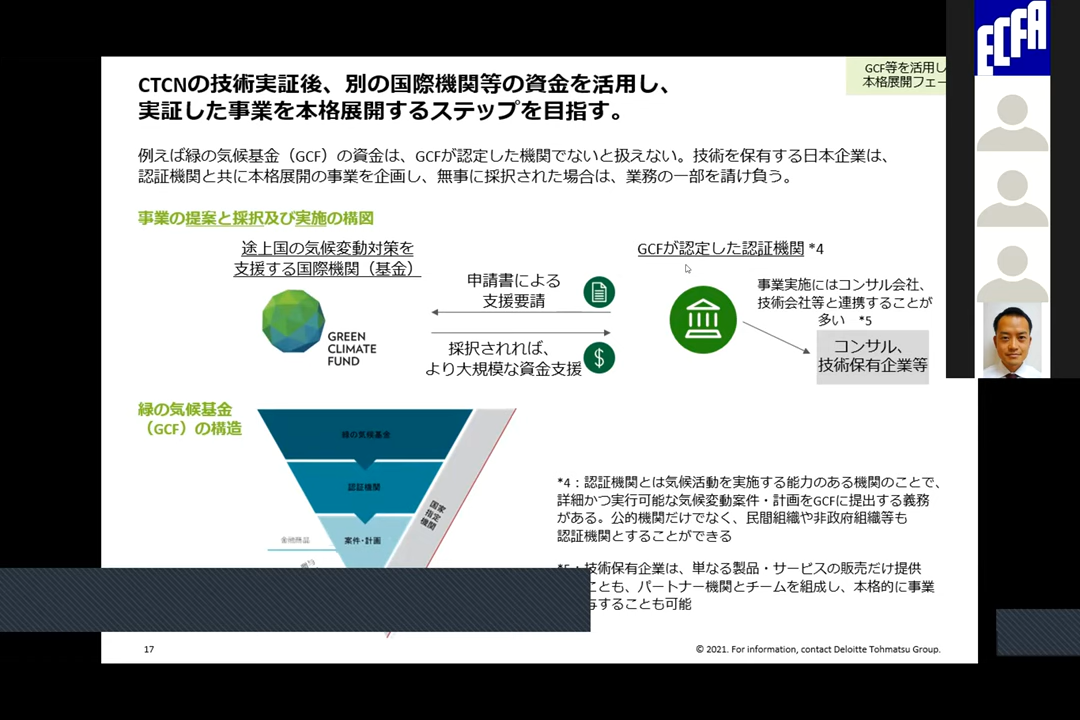 CTCNの技術実証後、別の国際機関等の資金を活用し、
実証した事業を本格展開するステップを目指す。
GCF等を活用し
本格展開フェー
ECFA
例えば緑の気候基金（GCF）の資金は、GCFが認定した機関でないと扱えない。技術を保有する日本企業は、
認証機関と共に本格展開の事業を企画し、無事に採択された場合は、業務の一部を請け負う。
事業の提案と採択及び実施の構図
途上国の気候変動対策を
支援する国際機関（基金）
GREEN
CLIMATE
FUND
申請書による
支援要請
採択されれば、
より大規模な資金支援
$
GCFが認定した認証機関 *4
事業実施にはコンサル会社、
技術会社等と連携することが
多い *5
コンサル、
技術保有企業等
緑の気候基金
（GCF）の構造
緑の気候基金
認証機関
案件・計画
国家
指定
機関
金融商品
*4：認証機関とは気候活動を実施する能力のある機関のことで、
詳細かつ実行可能な気候変動案件・計画をGCFに提出する義務
がある。公的機関だけでなく、民間組織や非政府組織等も
認証機関とすることができる
*5：技術保有企業は、単なる製品・サービスの販売だけ提供
ことも、パートナー機関とチームを組成し、本格的に事業
与することも可能
17
© 2021. For information, contact Deloitte Tohmatsu Group.